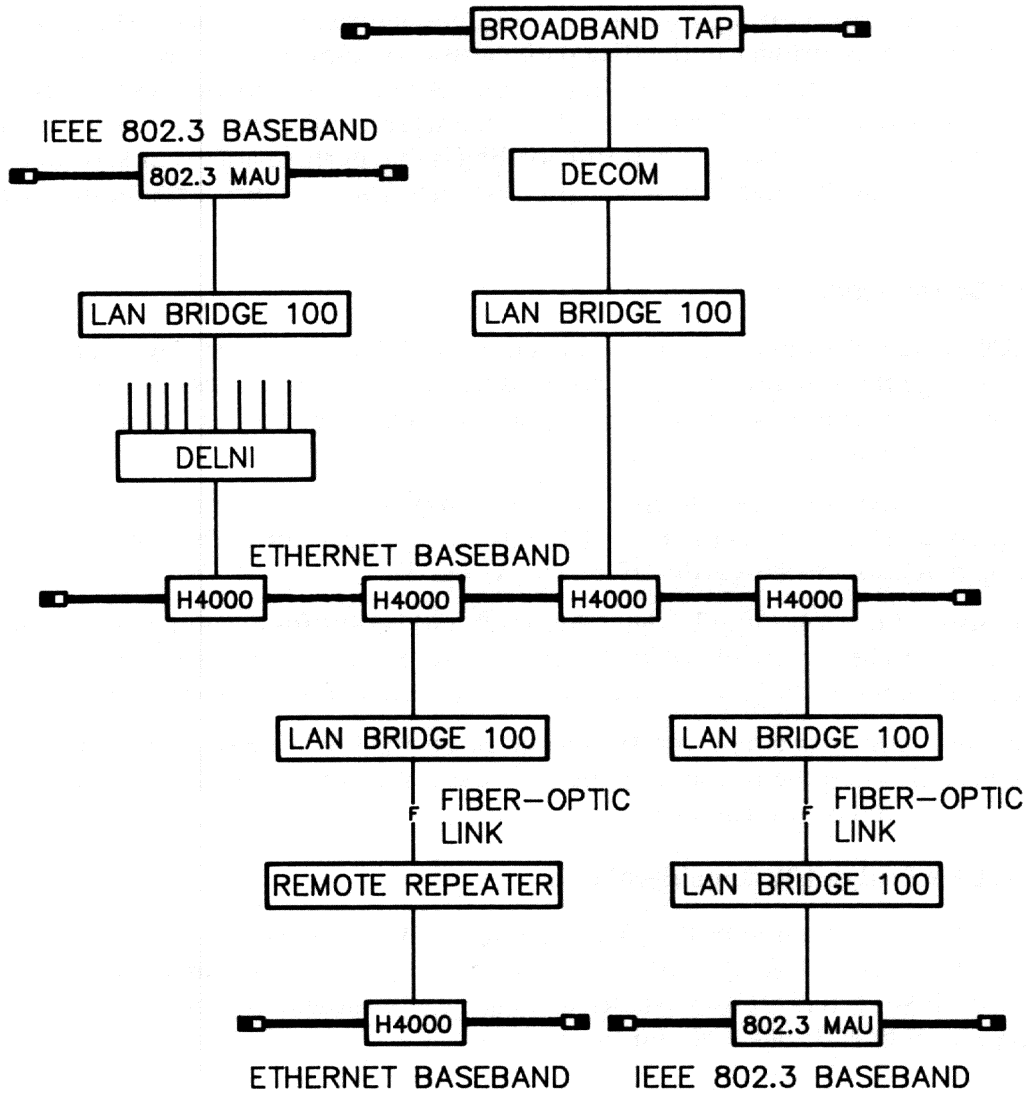 BROADBAND TAP
IEEE 802.3 BASEBAND
802.3 MAU
DECOM
LAN BRIDGE 100
LAN BRIDGE 100
DELNI
ETHERNET BASEBAND
H4000
H4000
H4000
H4000
LAN BRIDGE 100
LAN BRIDGE 100
F
FIBER-OPTIC
LINK
F
FIBER-OPTIC
LINK
REMOTE REPEATER
LAN BRIDGE 100
H4000
802.3 MAU
ETHERNET BASEBAND
IEEE 802.3 BASEBAND